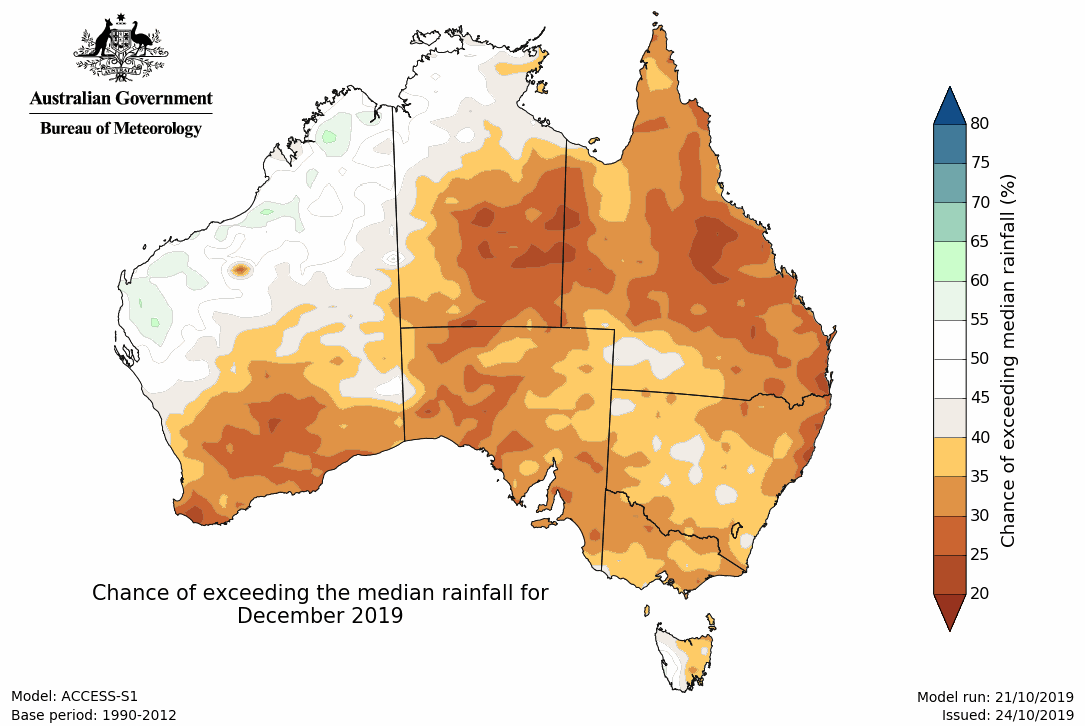 AUSTRALIA
Australian Government
Bureau of Meteorology
80
75
70
65
60
55
50
45
40
35
30
25
20
Chance of exceeding median rainfall (%)
Chance of exceeding the median rainfall for
December 2019
Model: ACCESS-S1
Base period: 1990-2012
Model run: 21/10/2019
Issued: 24/10/2019